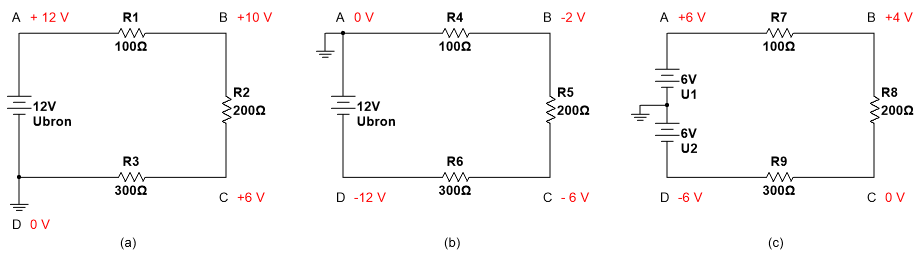 A + 12 V R1 B +10 V
100Ω
R2
200Ω
12V
Ubron
R3
300Ω
C +6 V
D 0 V
(a)
A 0 V R4 B -2 V
100Ω
R5
200Ω
12V
Ubron
R6
300Ω
D -12 V C - 6 V
(b)
A +6 V R7 B +4 V
100Ω
6V
U1
R8
200Ω
6V
U2
R9
300Ω
D -6 V C 0 V
(c)